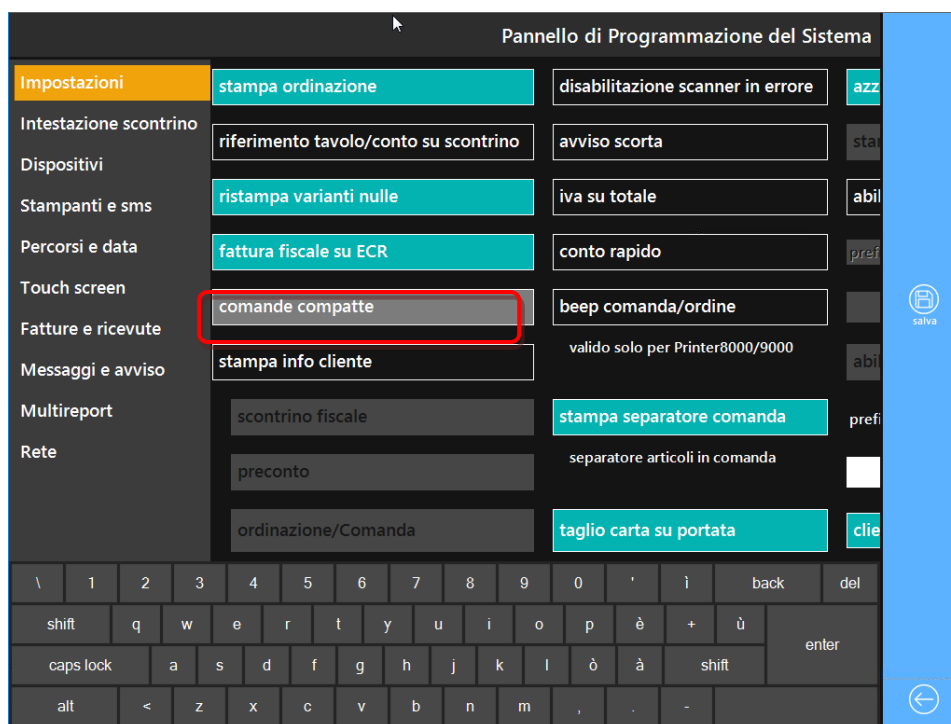 Pannello di Programmazione del Sistema
Impostazioni
Intestazione scontrino
Dispositivi
Stampanti e sms
Percorsi e data
Touch screen
Fatture e ricevute
Messaggi e avviso
Multireport
Rete
stampa ordinazione
riferimento tavolo/conto su scontrino
ristampa varianti nulle
fattura fiscale su ECR
comande compatte
stampa info cliente
scontrino fiscale
preconto
ordinazione/Comanda
disabilitazione scanner in errore
avviso scorta
iva su totale
conto rapido
beep comanda/ordine
valido solo per Printer8000/9000
stampa separatore comanda
separatore articoli in comanda
taglio carta su portata
azz
star
abil
pref
abil
prefi
clie
salva
\ 1 2 3 4 5 6 7 8 9 0 ' ì back del
shift q w e r t y u i o p è + ù
enter
caps lock a s d f g h j k l ò à shift
alt < z x c v b n m , . -